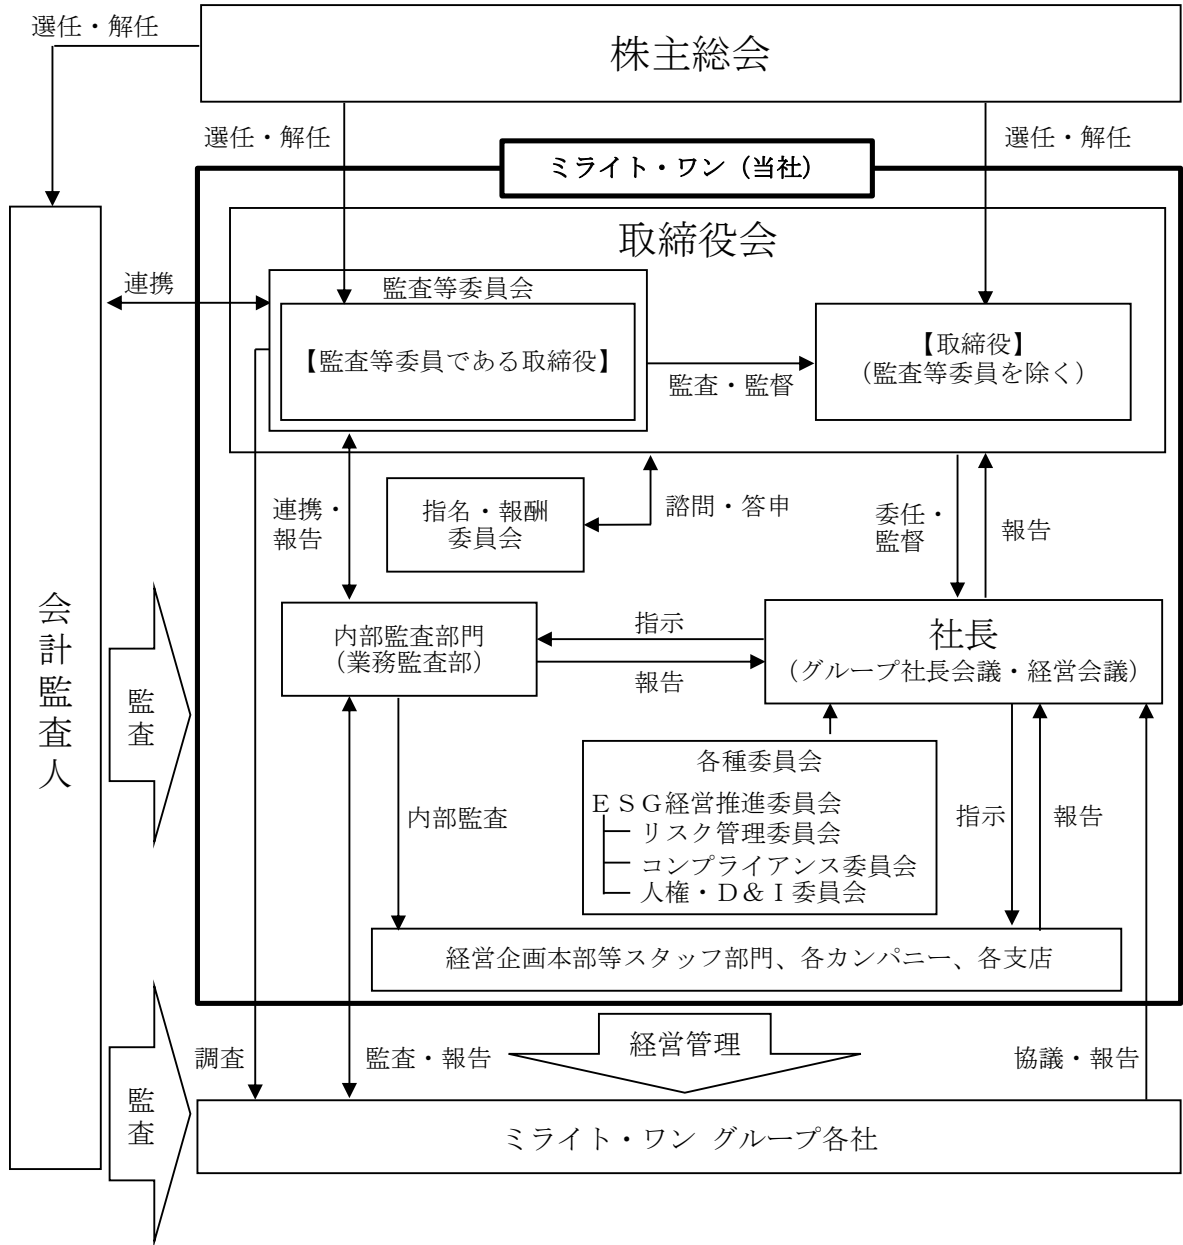 選任・解任
株主総会
選任・解任
選任・解任
ミライト・ワン（当社）
取締役会
連携
監査等委員会
【監査等委員である取締役】
【取締役】
（監査等委員を除く）
監査・監督
連携・
報告
指名・報酬
委員会
諮問・答申
委任・
監督
報告
会計監査人
監査
内部監査部門
（業務監査部）
指示
報告
社長
（グループ社長会議・経営会議）
各種委員会
ＥＳＧ経営推進委員会
リスク管理委員会
コンプライアンス委員会
人権・Ｄ＆Ｉ委員会
内部監査
指示
報告
経営企画本部等スタッフ部門、各カンパニー、各支店
監査
調査
監査・報告
経営管理
協議・報告
ミライト・ワン グループ各社